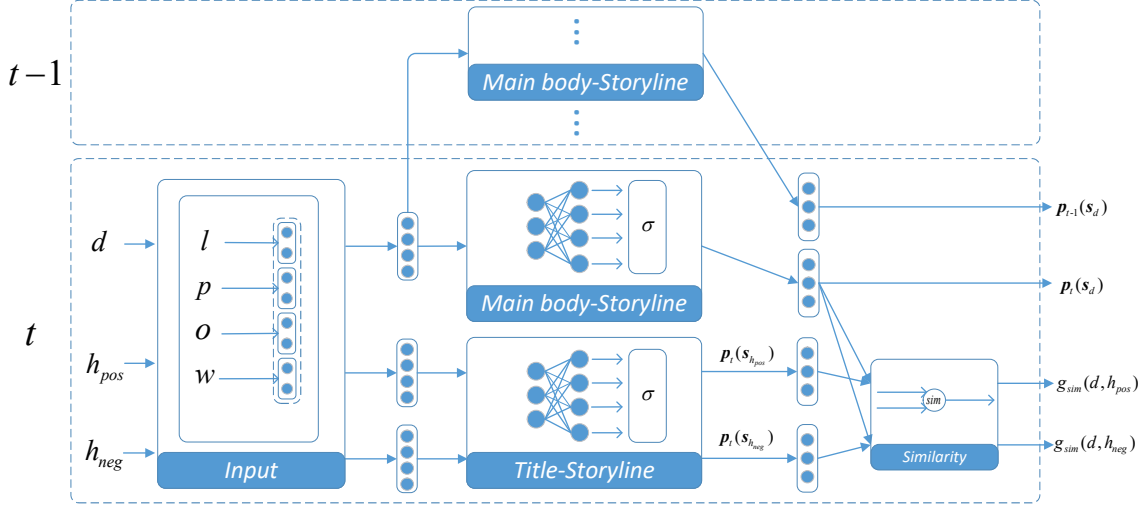 t−1
⋮
Main body-Storyline
⋮
t
d
h_pos
h_neg
l
p
o
w
Input
σ
Main body-Storyline
σ
Title-Storyline
p_t(s_{h_pos})
p_t(s_{h_neg})
sim
Similarity
p_{t-1}(s_d)
p_t(s_d)
g_sim(d, h_pos)
g_sim(d, h_neg)